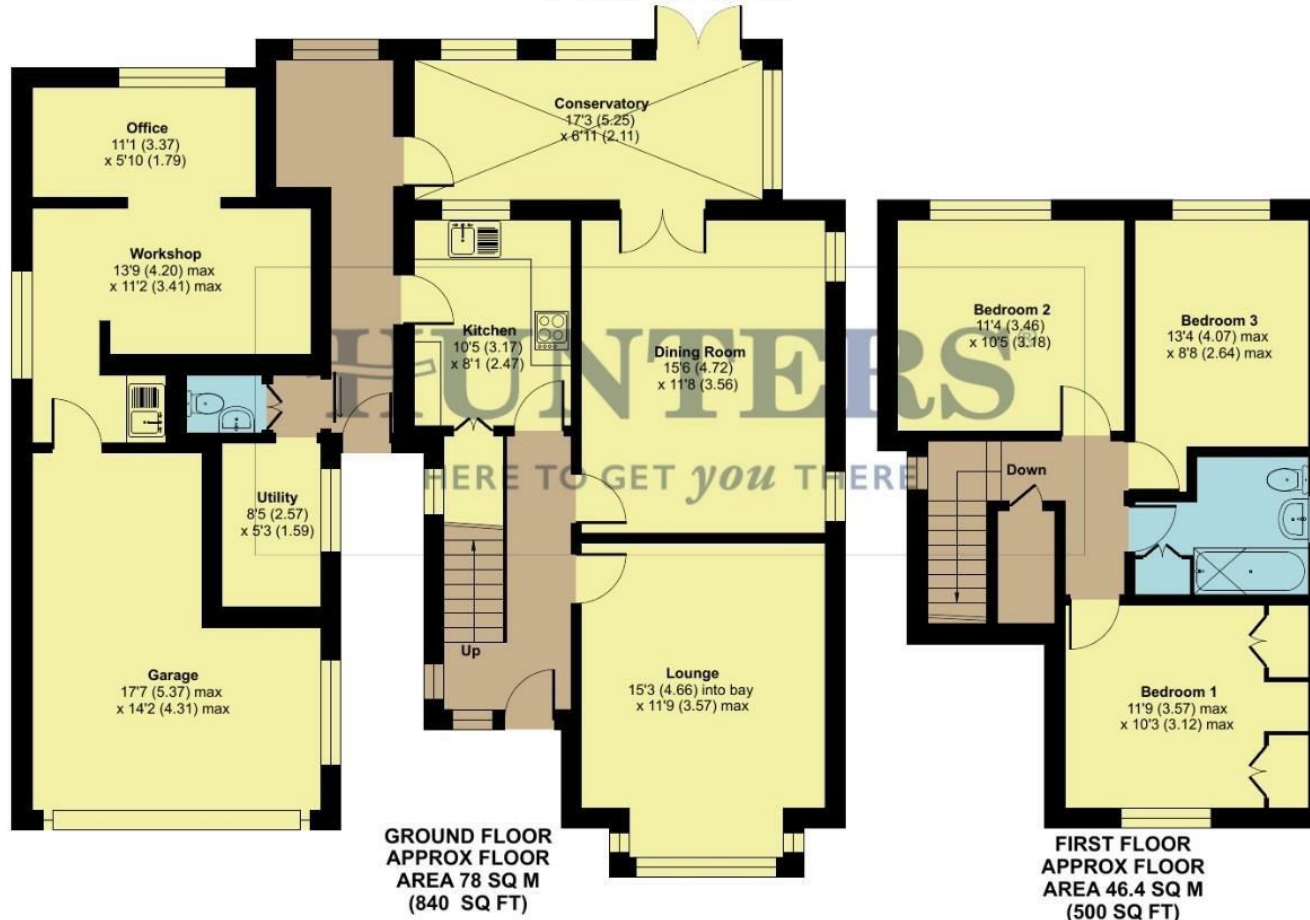 Conservatory
17'3 (5.25)
x 6'11 (2.11)
Office
11'1 (3.37)
x 5'10 (1.79)
Workshop
13'9 (4.20) max
x 11'2 (3.41) max
Kitchen
10'5 (3.17)
x 8'1 (2.47)
Dining Room
15'6 (4.72)
x 11'8 (3.56)
Bedroom 2
11'4 (3.46)
x 10'5 (3.18)
Bedroom 3
13'4 (4.07) max
x 8'8 (2.64) max
HUNTERS®
HERE TO GET you THERE
Down
Utility
8'5 (2.57)
x 5'3 (1.59)
Up
Garage
17'7 (5.37) max
x 14'2 (4.31) max
Lounge
15'3 (4.66) into bay
x 11'9 (3.57) max
Bedroom 1
11'9 (3.57) max
x 10'3 (3.12) max
GROUND FLOOR
APPROX FLOOR
AREA 78 SQ M
(840 SQ FT)
FIRST FLOOR
APPROX FLOOR
AREA 46.4 SQ M
(500 SQ FT)